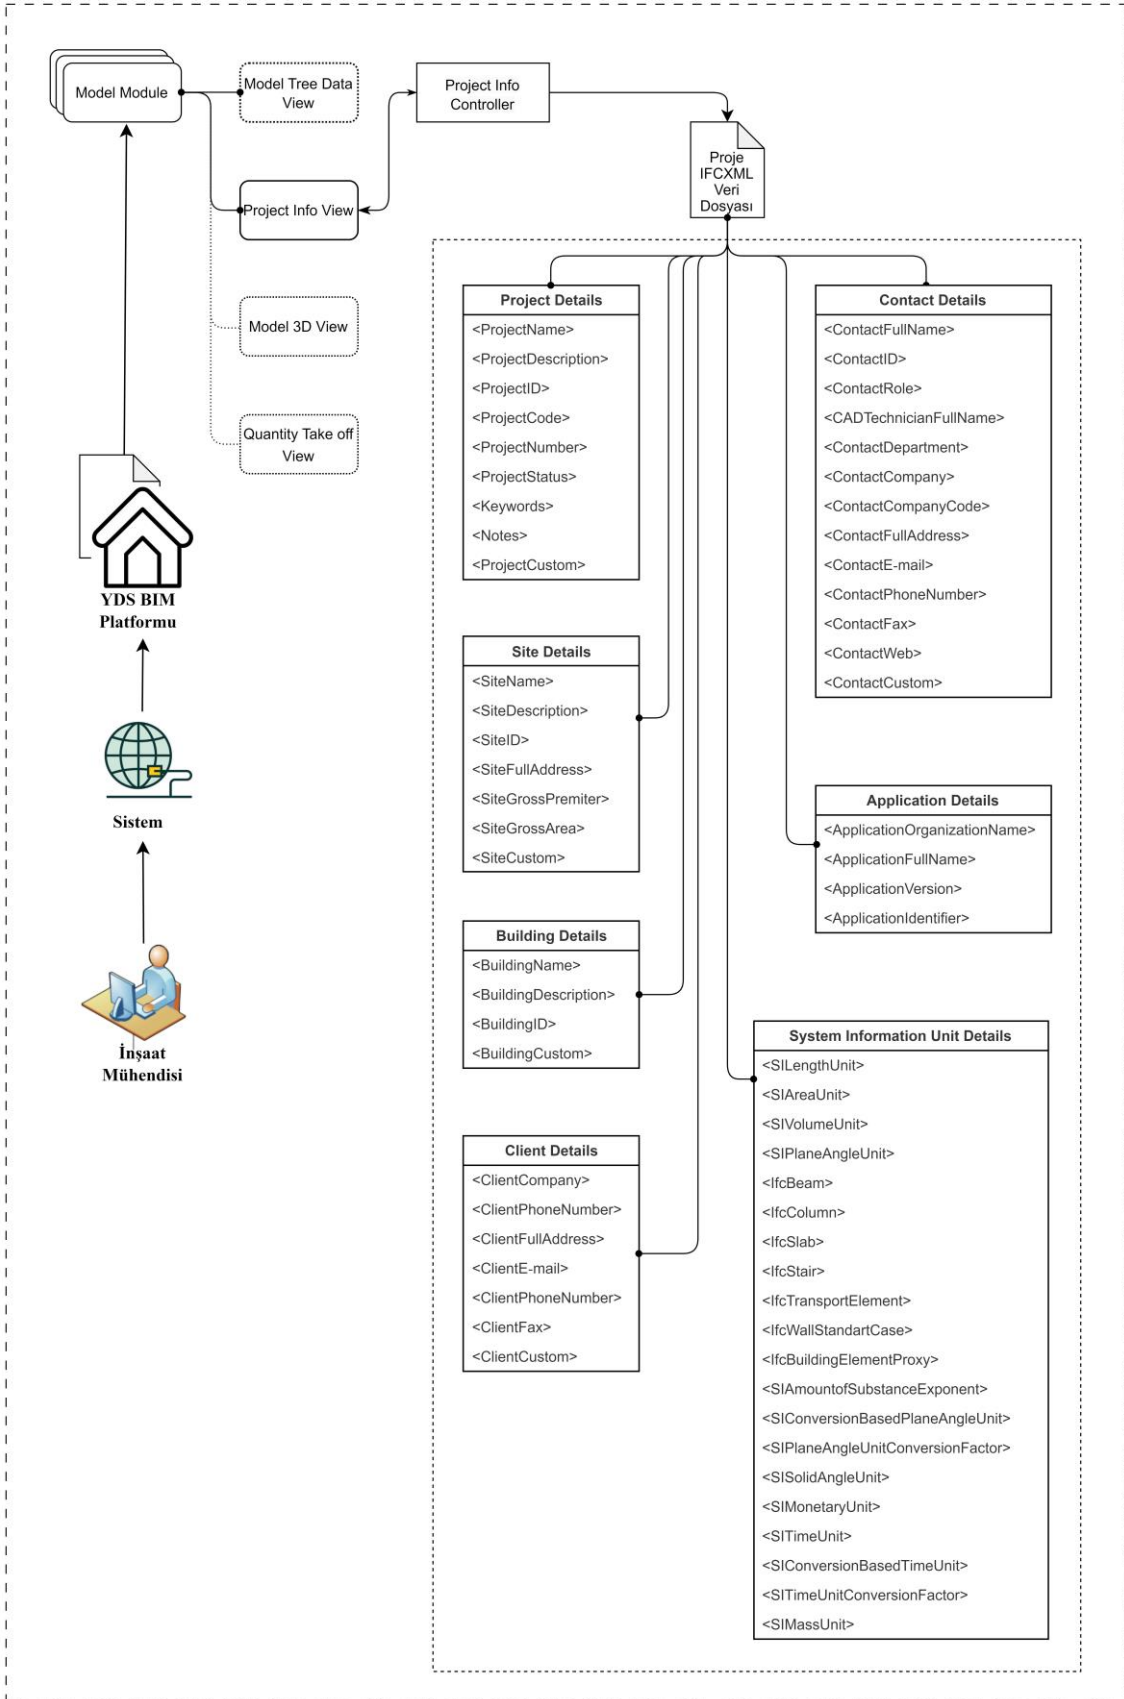 Model Module
Model Tree Data
View
Project Info
Controller
Proje
IFCXML
Veri
Dosyası
Project Info View
Model 3D View
Quantity Take off
View
YDS BIM
Platformu
Sistem
İnşaat
Mühendisi
Project Details
<ProjectName>
<ProjectDescription>
<ProjectID>
<ProjectCode>
<ProjectNumber>
<ProjectStatus>
<Keywords>
<Notes>
<ProjectCustom>
Site Details
<SiteName>
<SiteDescription>
<SiteID>
<SiteFullAddress>
<SiteGrossPremiter>
<SiteGrossArea>
<SiteCustom>
Building Details
<BuildingName>
<BuildingDescription>
<BuildingID>
<BuildingCustom>
Client Details
<ClientCompany>
<ClientPhoneNumber>
<ClientFullAddress>
<ClientE-mail>
<ClientPhoneNumber>
<ClientFax>
<ClientCustom>
Contact Details
<ContactFullName>
<ContactID>
<ContactRole>
<CADTechnicianFullName>
<ContactDepartment>
<ContactCompany>
<ContactCompanyCode>
<ContactFullAddress>
<ContactE-mail>
<ContactPhoneNumber>
<ContactFax>
<ContactWeb>
<ContactCustom>
Application Details
<ApplicationOrganizationName>
<ApplicationFullName>
<ApplicationVersion>
<ApplicationIdentifier>
System Information Unit Details
<SILengthUnit>
<SIAreaUnit>
<SIVolumeUnit>
<SIPlaneAngleUnit>
<IfcBeam>
<IfcColumn>
<IfcSlab>
<IfcStair>
<IfcTransportElement>
<IfcWallStandartCase>
<IfcBuildingElementProxy>
<SIAmountofSubstanceExponent>
<SIConversionBasedPlaneAngleUnit>
<SIPlaneAngleUnitConversionFactor>
<SISolidAngleUnit>
<SIMonetaryUnit>
<SITimeUnit>
<SIConversionBasedTimeUnit>
<SITimeUnitConversionFactor>
<SIMassUnit>